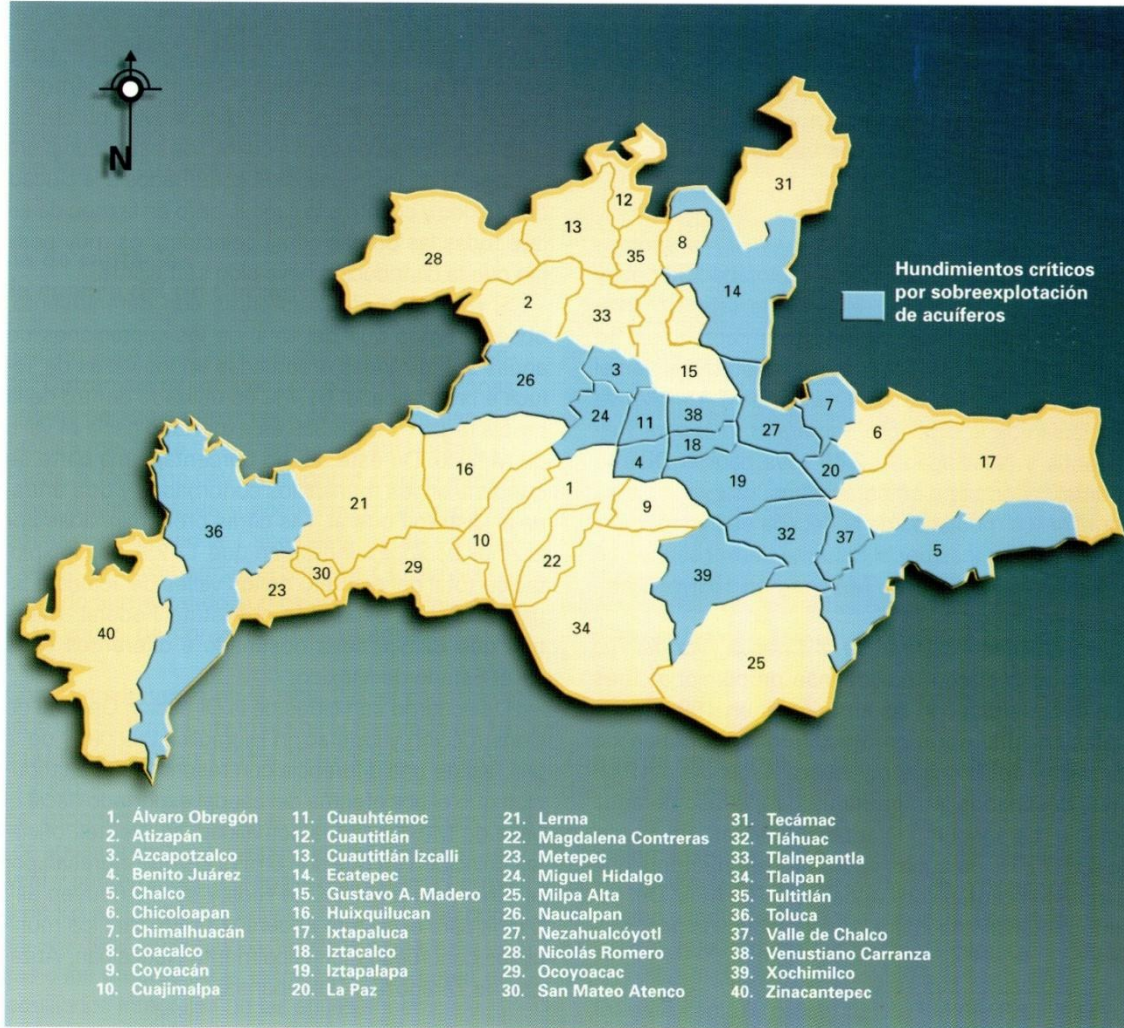 N
31
12
13
8
35
28
14
Hundimientos críticos
por sobreexplotación
de acuíferos
2
33
15
3
26
7
24
11
38
27
6
18
17
4
20
16
19
1
21
9
36
32
37
10
5
22
29
30
39
23
34
40
25
1. Álvaro Obregón
2. Atizapán
3. Azcapotzalco
4. Benito Juárez
5. Chalco
6. Chicoloapan
7. Chimalhuacán
8. Coacalco
9. Coyoacán
10. Cuajimalpa
11. Cuauhtémoc
12. Cuautitlán
13. Cuautitlán Izcalli
14. Ecatepec
15. Gustavo A. Madero
16. Huixquilucan
17. Ixtapaluca
18. Iztacalco
19. Iztapalapa
20. La Paz
21. Lerma
22. Magdalena Contreras
23. Metepec
24. Miguel Hidalgo
25. Milpa Alta
26. Naucalpan
27. Nezahualcóyotl
28. Nicolás Romero
29. Ocoyoacac
30. San Mateo Atenco
31. Tecámac
32. Tláhuac
33. Tlalnepantla
34. Tlalpan
35. Tultitlán
36. Toluca
37. Valle de Chalco
38. Venustiano Carranza
39. Xochimilco
40. Zinacantepec